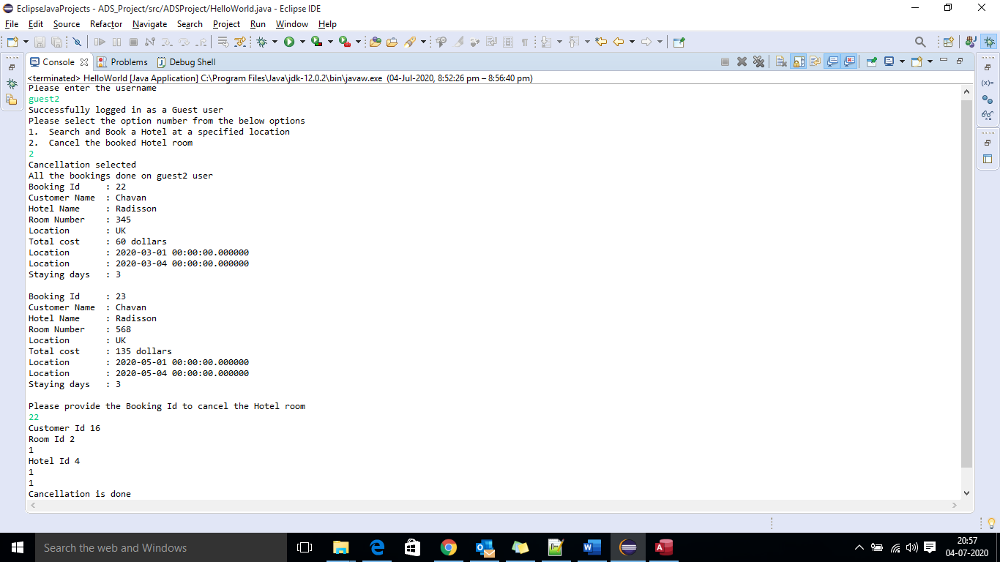 EclipseJavaProjects - ADS_Project/src/ADSProject/HelloWorld.java - Eclipse IDE
File Edit Source Refactor Navigate Search Project Run Window Help
Console Problems Debug Shell
<terminated> HelloWorld [Java Application] C:\Program Files\Java\jdk-12.0.2\bin\javaw.exe (04-Jul-2020, 8:52:26 pm – 8:56:40 pm)
Please enter the username
guest2
Successfully logged in as a Guest user
Please select the option number from the below options
1. Search and Book a Hotel at a specified location
2. Cancel the booked Hotel room
2
Cancellation selected
All the bookings done on guest2 user
Booking Id : 22
Customer Name : Chavan
Hotel Name : Radisson
Room Number : 345
Location : UK
Total cost : 60 dollars
Location : 2020-03-01 00:00:00.000000
Location : 2020-03-04 00:00:00.000000
Staying days : 3
Booking Id : 23
Customer Name : Chavan
Hotel Name : Radisson
Room Number : 568
Location : UK
Total cost : 135 dollars
Location : 2020-05-01 00:00:00.000000
Location : 2020-05-04 00:00:00.000000
Staying days : 3
Please provide the Booking Id to cancel the Hotel room
22
Customer Id 16
Room Id 2
1
Hotel Id 4
1
1
Cancellation is done
Search the web and Windows
20:57
04-07-2020